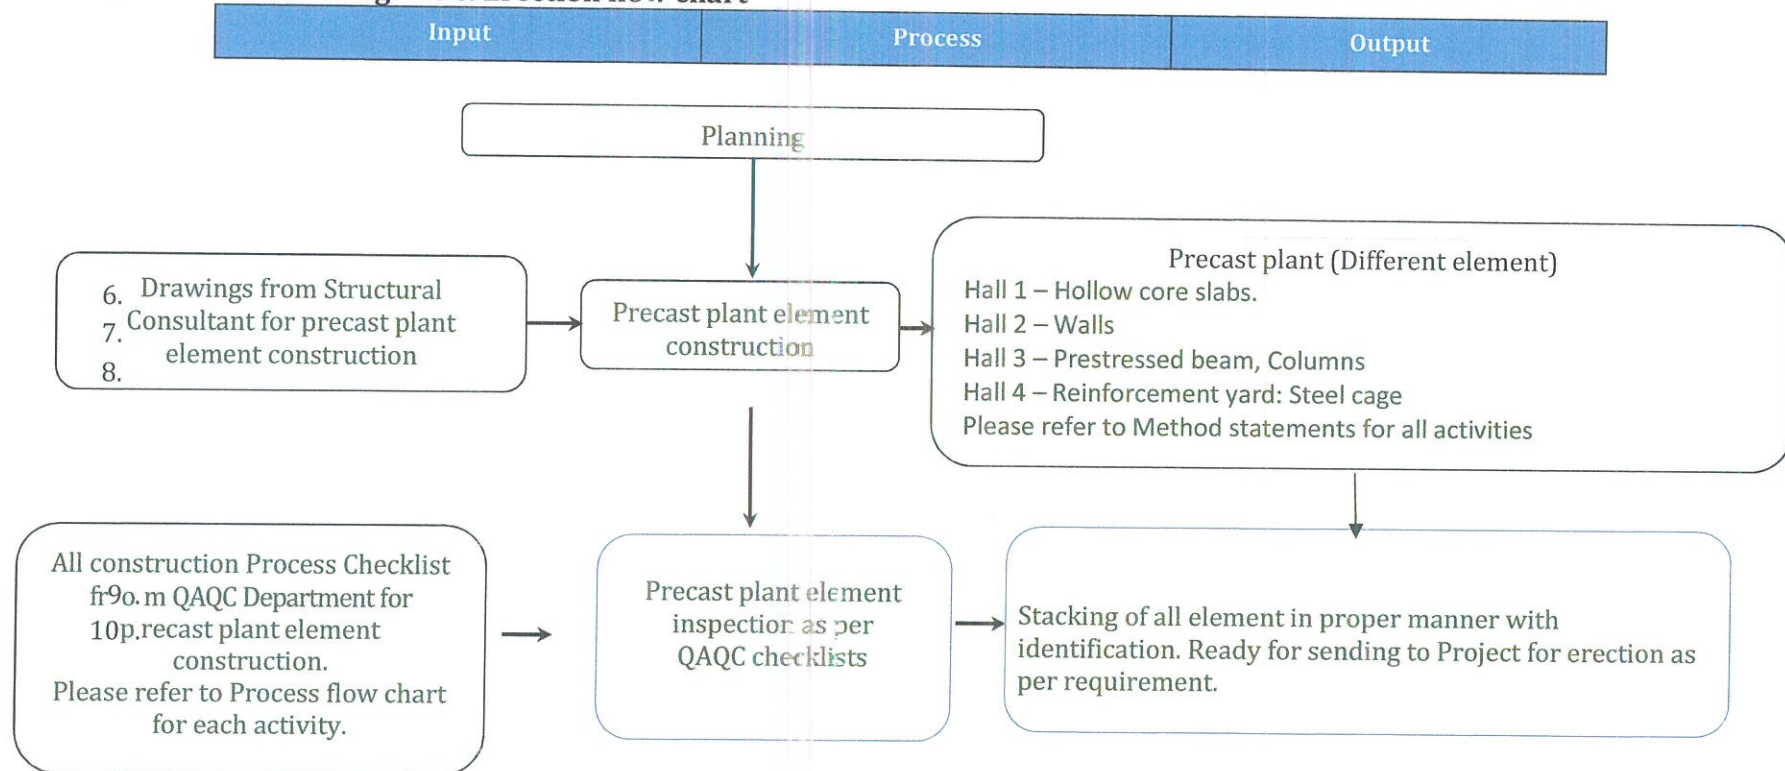 Input
Process
Output
Planning
6. Drawings from Structural
7. Consultant for precast plant
element construction
8.
Precast plant element
construction
Precast plant (Different element)
Hall 1 – Hollow core slabs.
Hall 2 – Walls
Hall 3 – Prestressed beam, Columns
Hall 4 – Reinforcement yard: Steel cage
Please refer to Method statements for all activities
All construction Process Checklist
fr9o.m QAQC Department for
10p.recast plant element
construction.
Please refer to Process flow chart
for each activity.
Precast plant element
inspection as per
QAQC checklists
Stacking of all element in proper manner with
identification. Ready for sending to Project for erection as
per requirement.